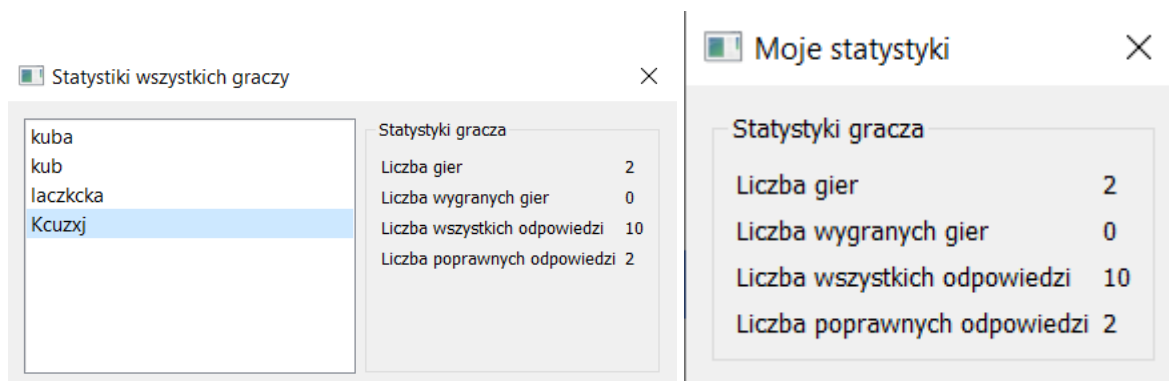 Statystiki wszystkich graczy
kuba
kub
laczkcka
Kcuzxj
Statystyki gracza
Liczba gier 2
Liczba wygranych gier 0
Liczba wszystkich odpowiedzi 10
Liczba poprawnych odpowiedzi 2
Moje statystyki
Statystyki gracza
Liczba gier 2
Liczba wygranych gier 0
Liczba wszystkich odpowiedzi 10
Liczba poprawnych odpowiedzi 2